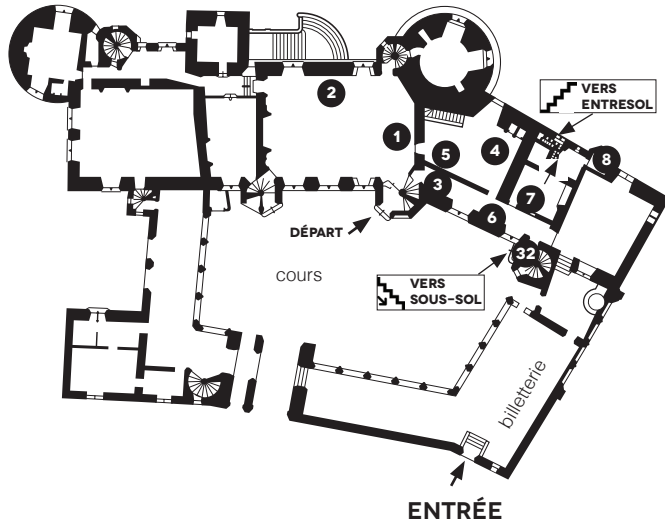 VERS
ENTRESOL
2
1
4
5
8
3
7
6
DÉPART
32
cours
VERS
SOUS-SOL
billetterie
ENTRÉE